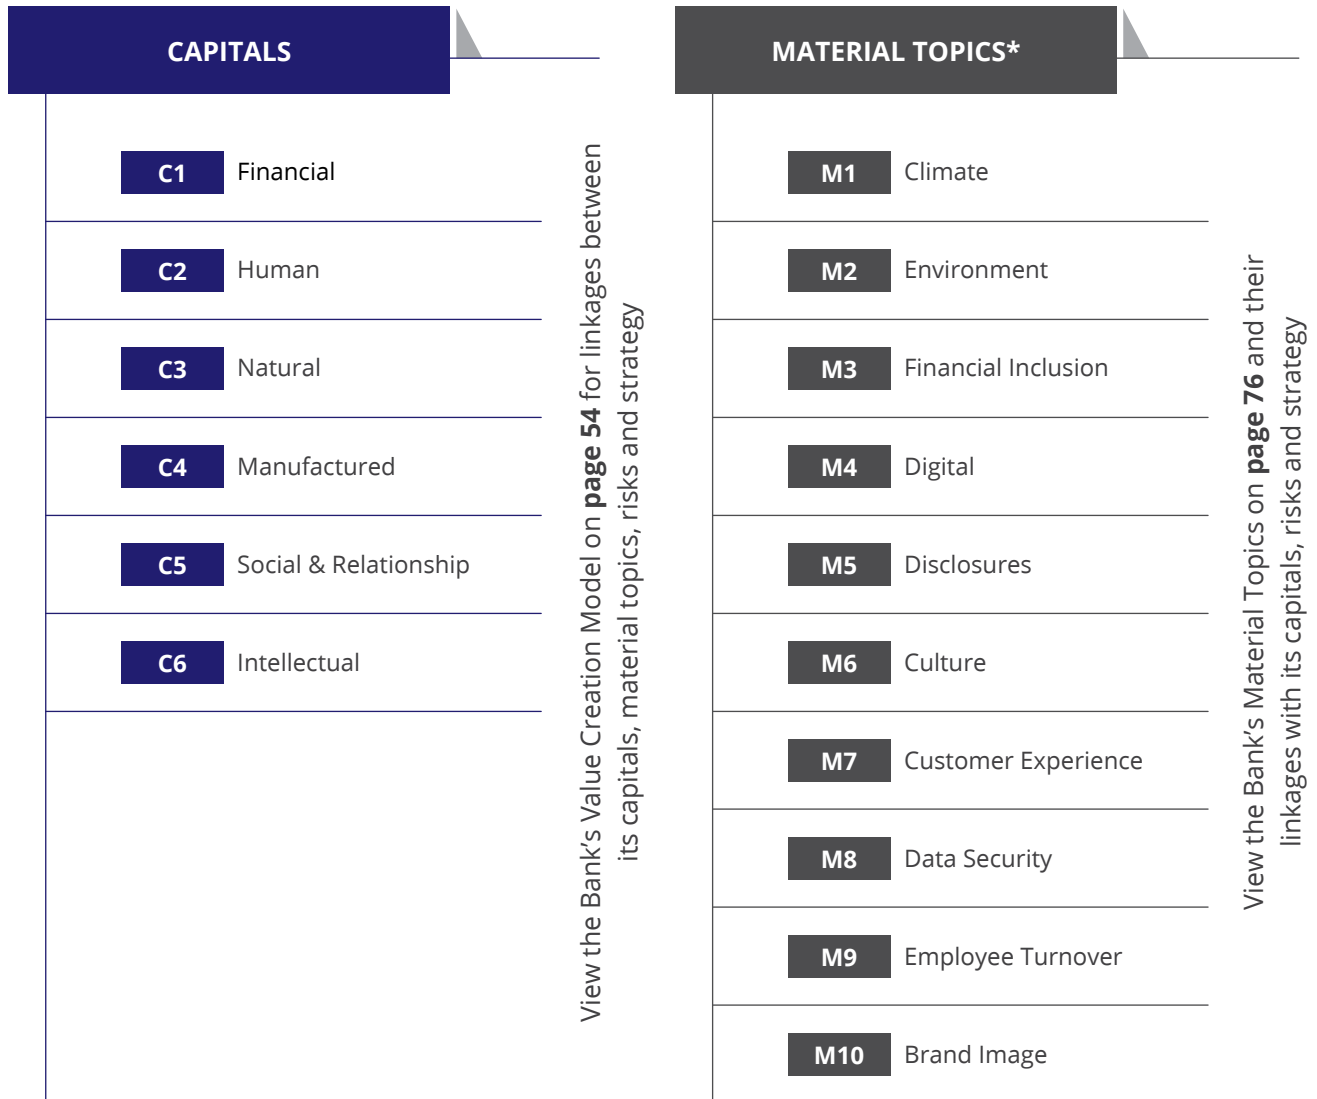 CAPITALS
C1 Financial
C2 Human
C3 Natural
C4 Manufactured
C5 Social & Relationship
C6 Intellectual
View the Bank’s Value Creation Model on page 54 for linkages between
its capitals, material topics, risks and strategy
MATERIAL TOPICS*
M1 Climate
M2 Environment
M3 Financial Inclusion
M4 Digital
M5 Disclosures
M6 Culture
M7 Customer Experience
M8 Data Security
M9 Employee Turnover
M10 Brand Image
View the Bank’s Material Topics on page 76 and their
linkages with its capitals, risks and strategy